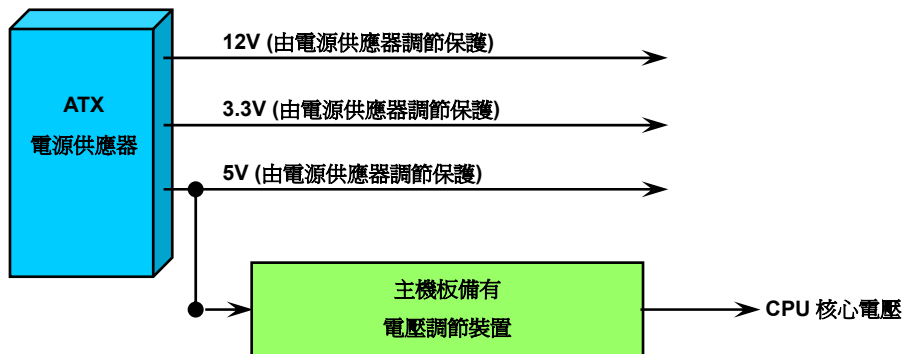 12V (由電源供應器調節保護)
ATX
電源供應器
3.3V (由電源供應器調節保護)
5V (由電源供應器調節保護)
主機板備有
電壓調節裝置
CPU 核心電壓